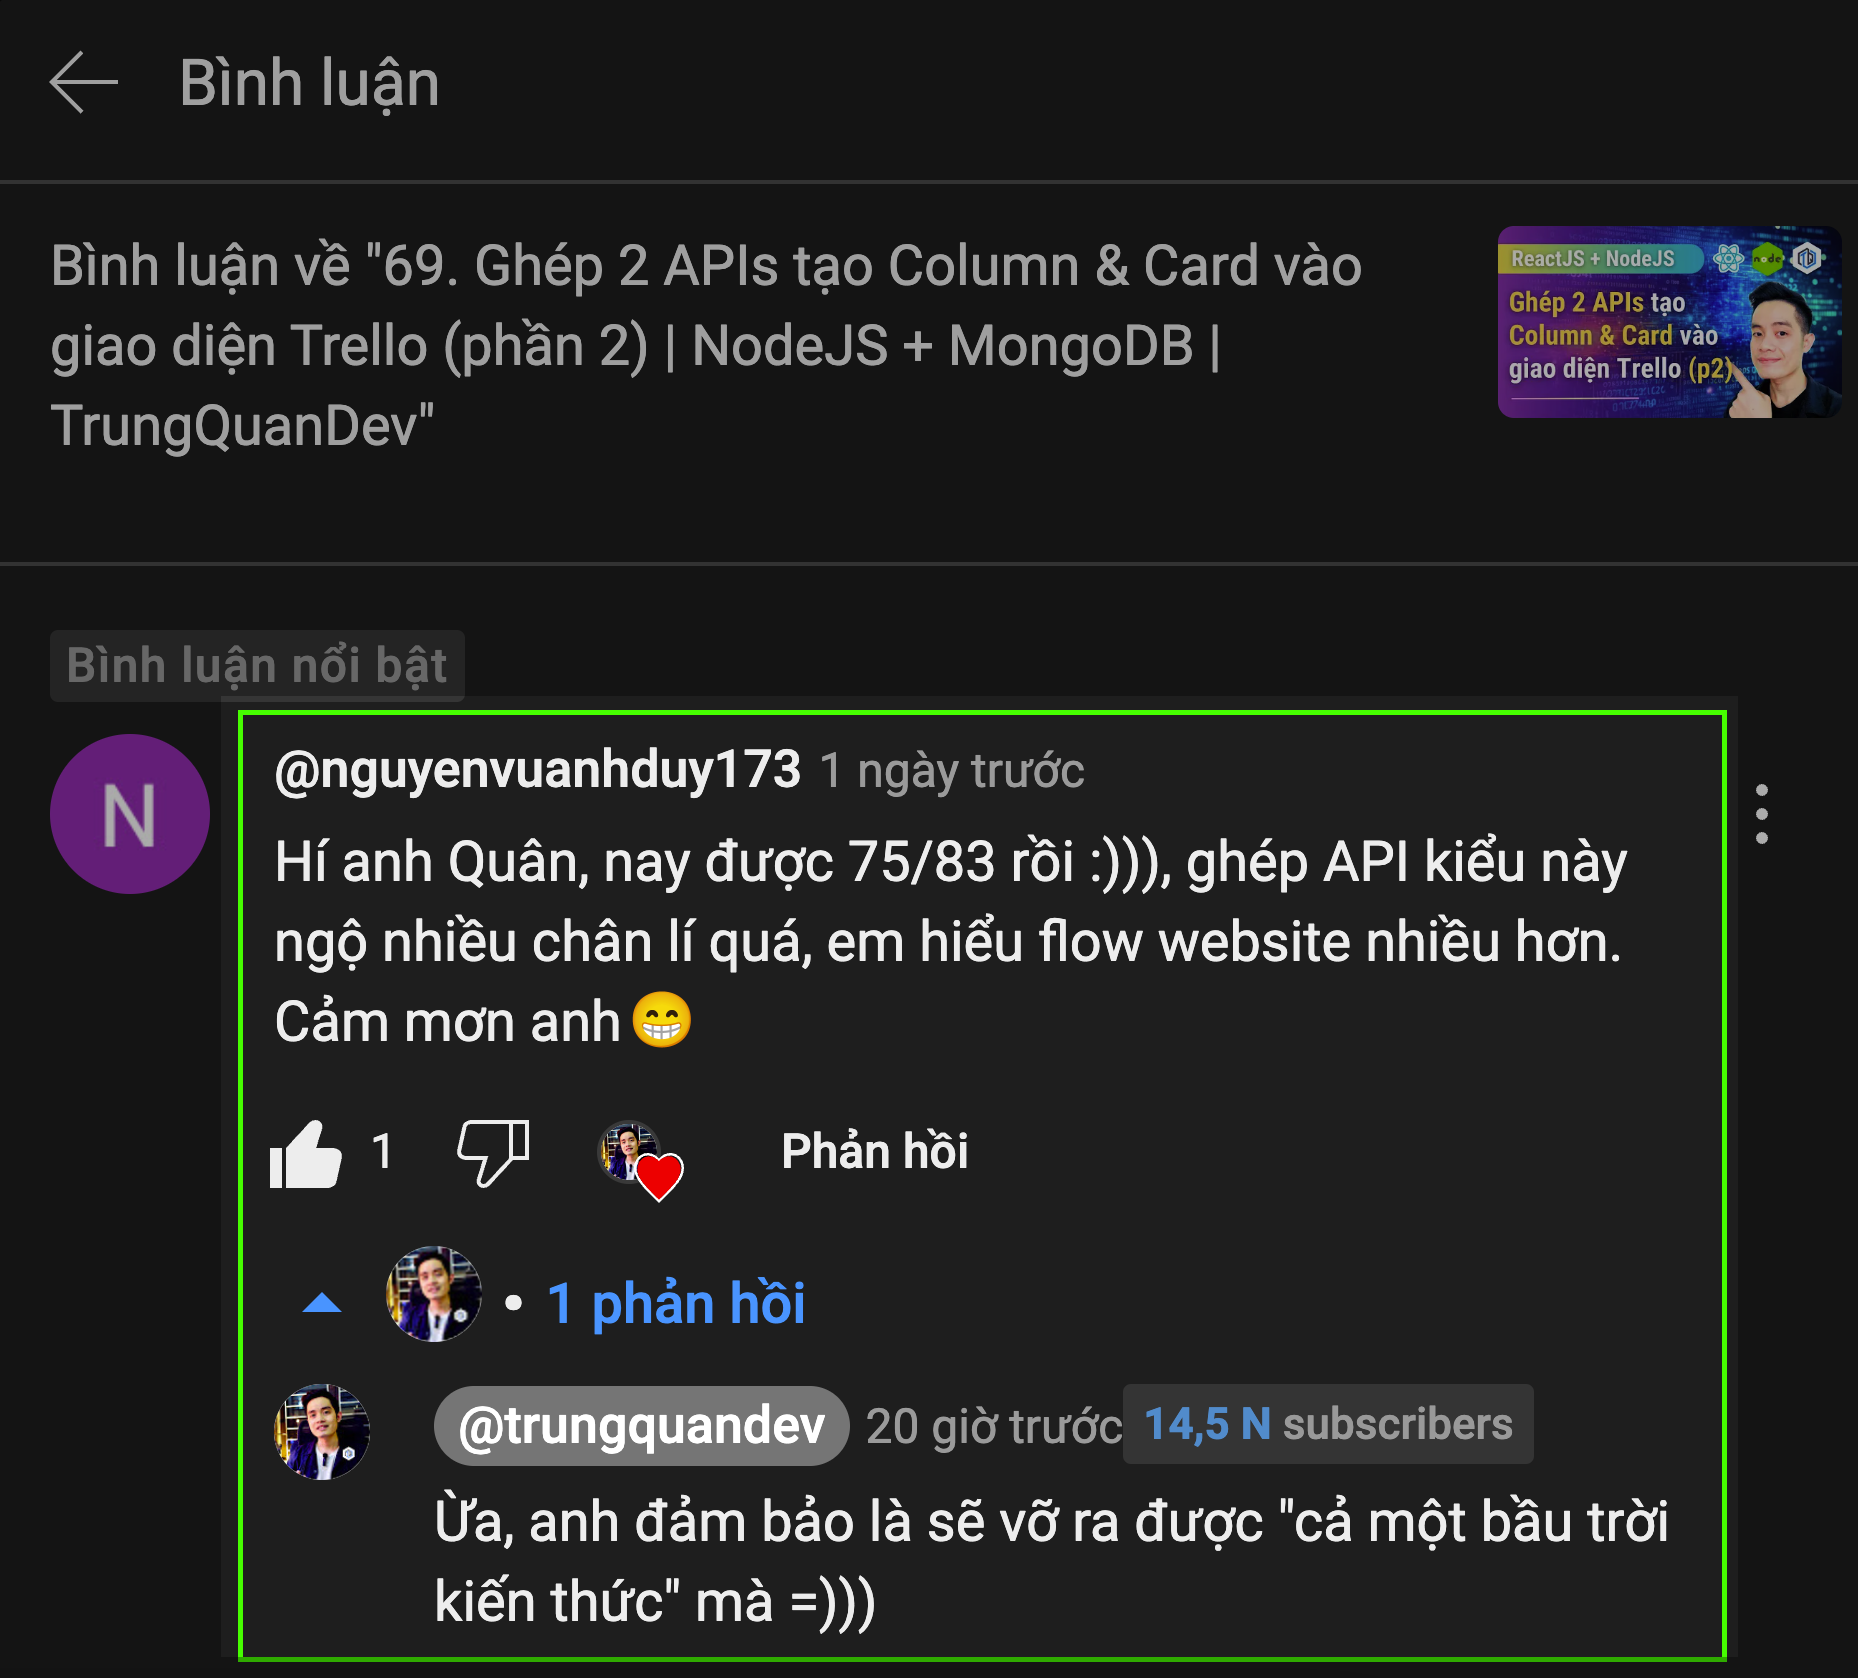 Bình luận
Bình luận về "69. Ghép 2 APIs tạo Column & Card vào
giao diện Trello (phần 2) | NodeJS + MongoDB |
TrungQuanDev"
ReactJS + NodeJS
node
Ghép 2 APIs tạo
Column & Card vào
giao diện Trello (p2)
Bình luận nổi bật
N
@nguyenvuanhduy173 1 ngày trước
Hí anh Quân, nay được 75/83 rồi :))), ghép API kiểu này
ngộ nhiều chân lí quá, em hiểu flow website nhiều hơn.
Cảm mơn anh😁
1
Phản hồi
• 1 phản hồi
@trungquandev 20 giờ trước 14,5 N subscribers
Ừa, anh đảm bảo là sẽ vỡ ra được "cả một bầu trời
kiến thức" mà =)))